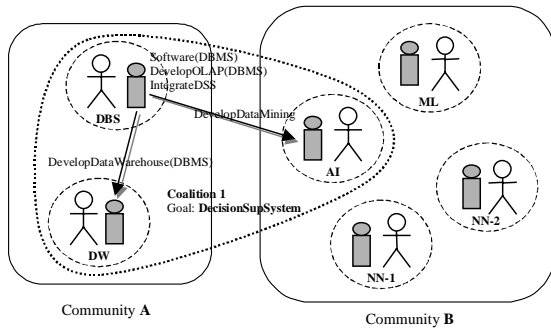 Software(DBMS)
DevelopOLAP(DBMS)
IntegrateDSS
DBS
ML
DevelopDataMining
AI
DevelopDataWarehouse(DBMS)
Coalition 1
Goal: DecisionSupSystem
DW
NN-2
NN-1
Community A
Community B